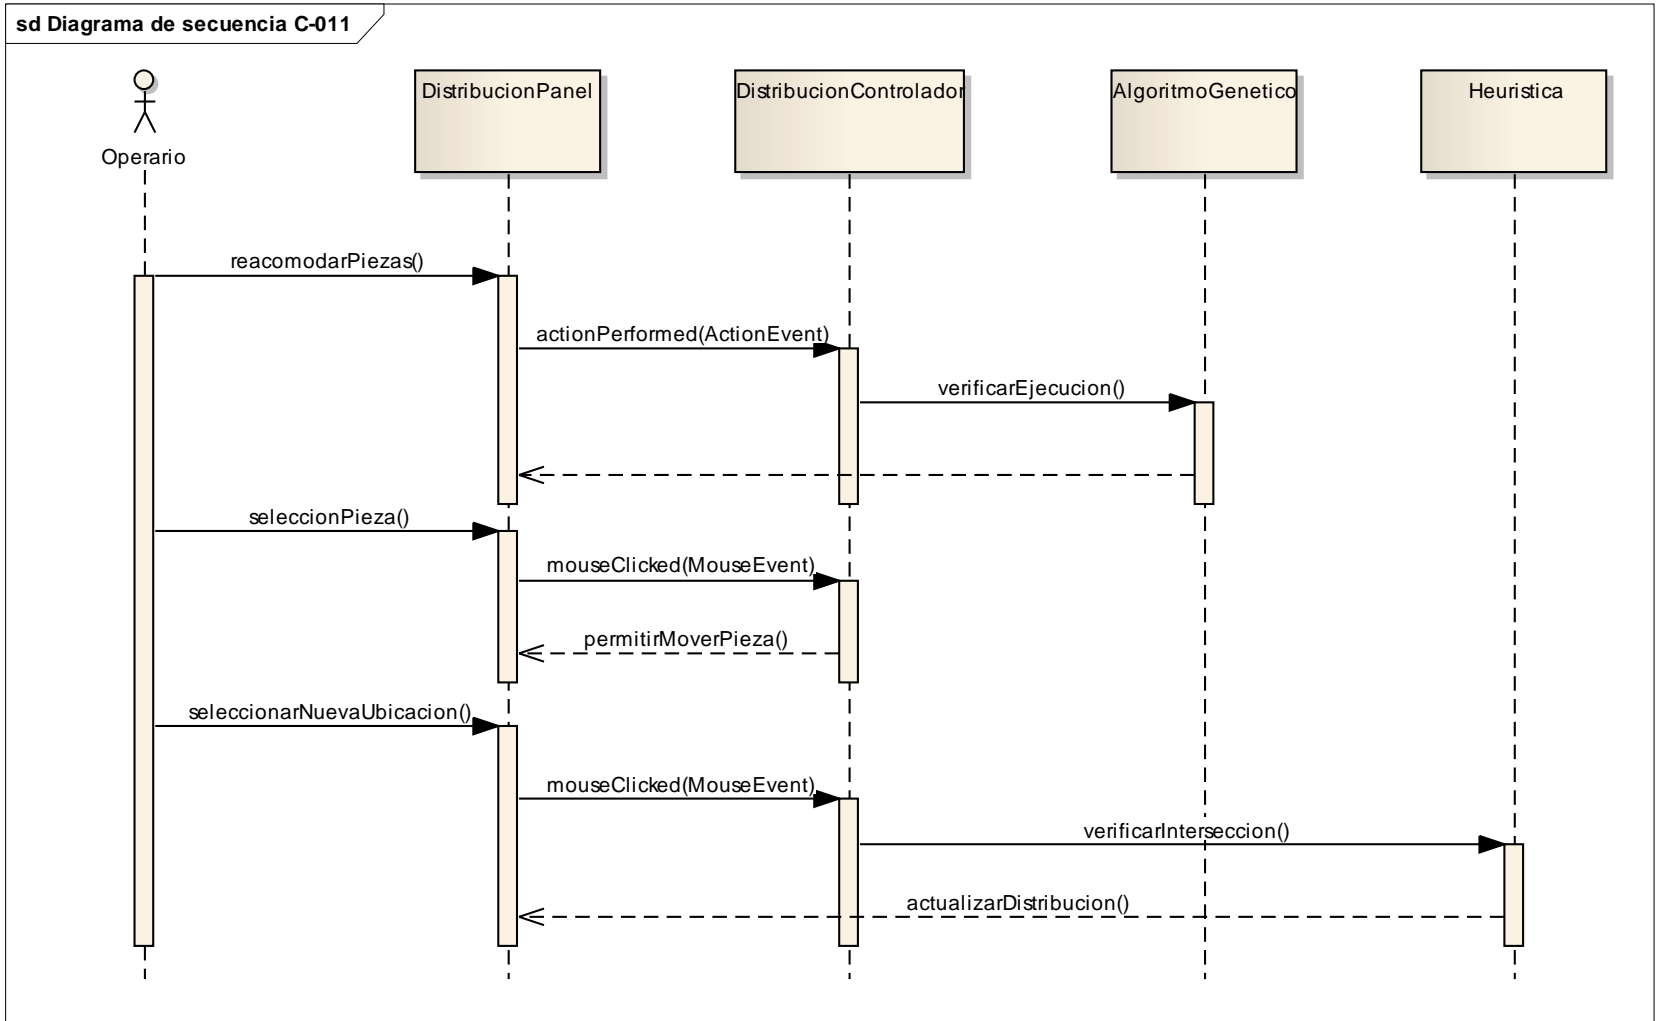 sd Diagrama de secuencia C-011
DistribucionPanel
DistribucionControlador
AlgoritmoGenetico
Heuristica
Operario
reacomodarPiezas()
actionPerformed(ActionEvent)
verificarEjecucion()
seleccionPieza()
mouseClicked(MouseEvent)
permitirMoverPieza()
seleccionarNuevaUbicacion()
mouseClicked(MouseEvent)
verificarInterseccion()
actualizarDistribucion()